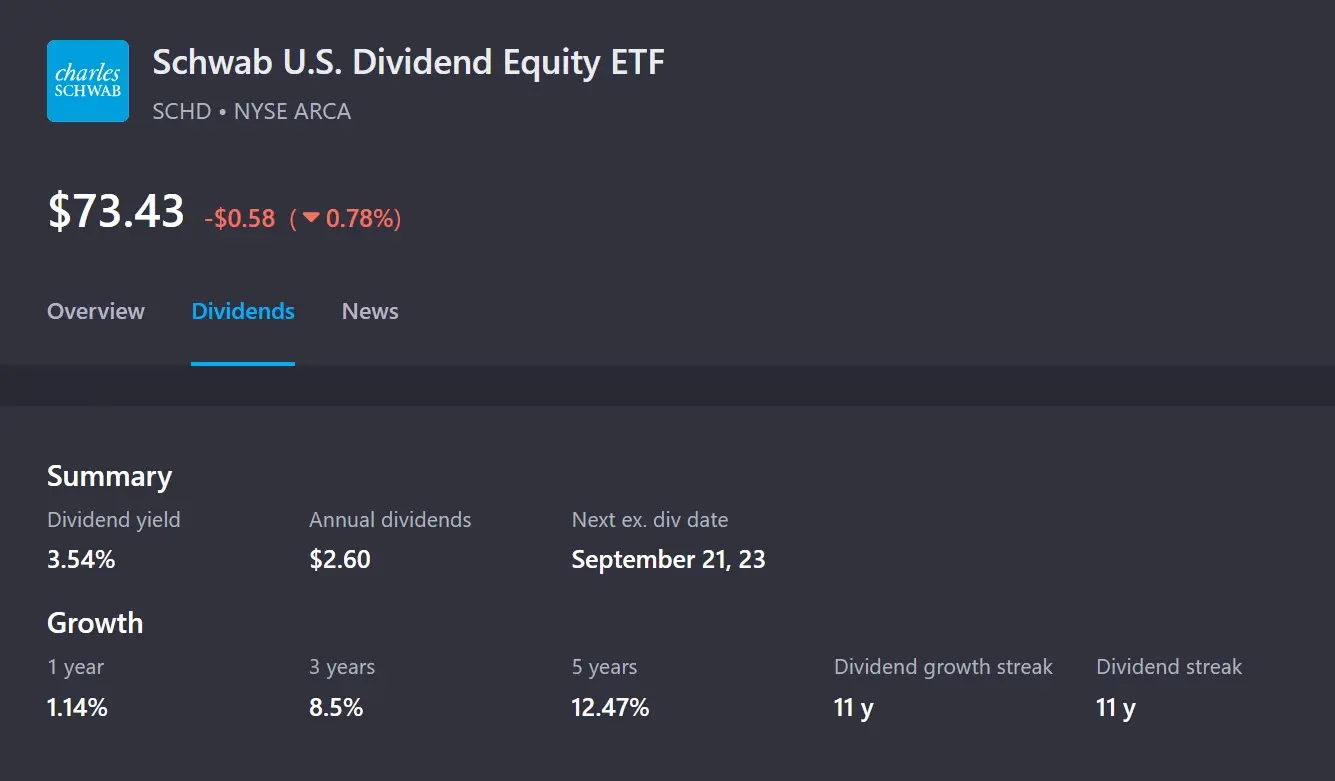 charles
SCHWAB
Schwab U.S. Dividend Equity ETF
SCHD • NYSE ARCA
$73.43 -$0.58 (▼0.78%)
Overview Dividends News
Summary
Dividend yield Annual dividends Next ex. div date
3.54% $2.60 September 21, 23
Growth
1 year 3 years 5 years Dividend growth streak Dividend streak
1.14% 8.5% 12.47% 11 y 11 y